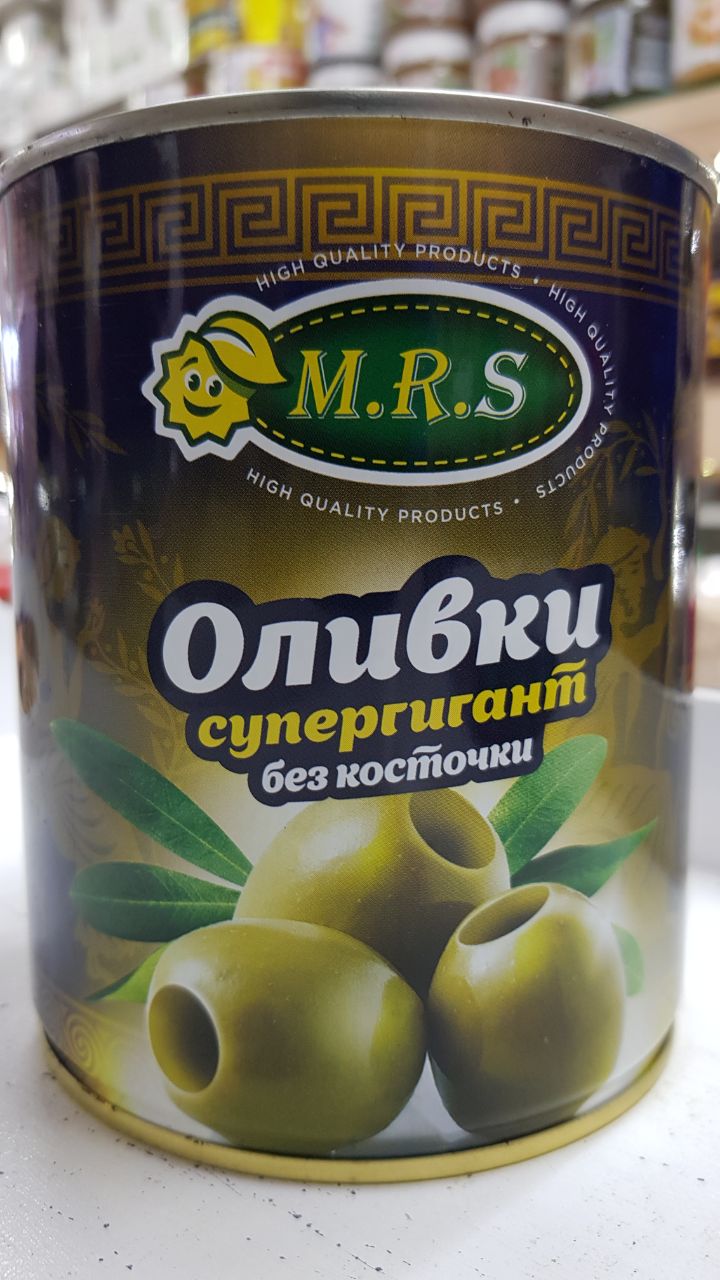 HIGH QUALITY PRODUCTS • HIGH QUALITY PRODUCTS •
M.R.S
HIGH QUALITY PRODUCTS
Оливки
супергигант
без косточки